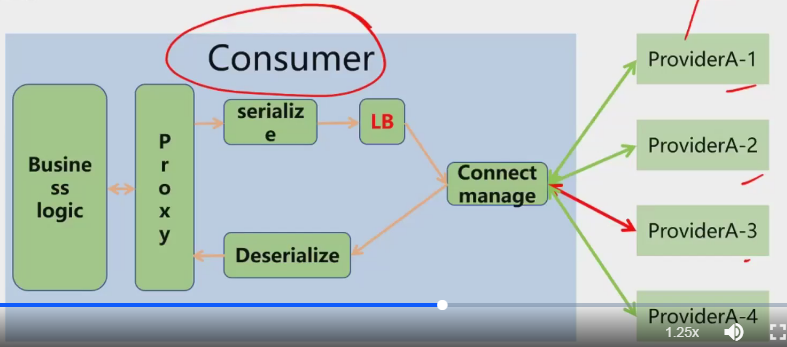 Consumer
Busine
ss
logic
P
r
o
x
y
serializ
e
LB
Connect
manage
Deserialize
ProviderA-1
ProviderA-2
ProviderA-3
ProviderA-4
1.25x